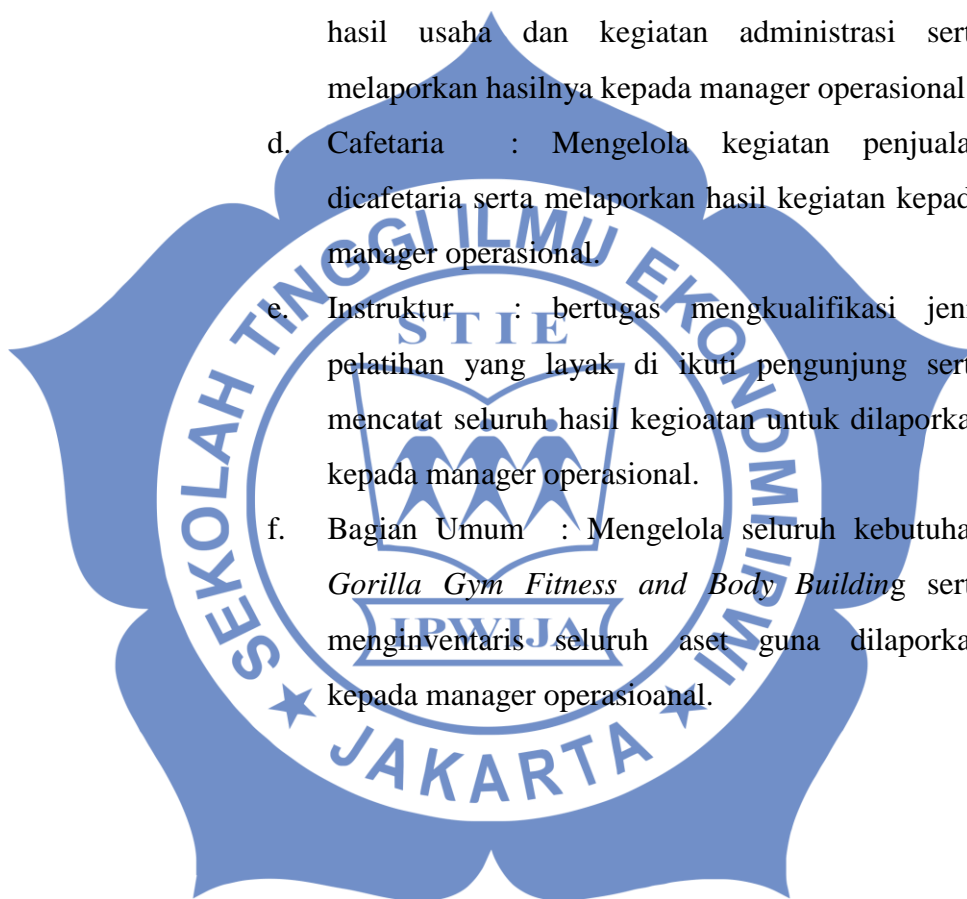 hasil usaha dan kegiatan administrasi sert
melaporkan hasilnya kepada manager operasional
d. Cafetaria : Mengelola kegiatan penjuala
dicafetaria serta melaporkan hasil kegiatan kepad
manager operasional.
e. Instruktur : bertugas mengkualifikasi jeni
pelatihan yang layak di ikuti pengunjung sert
mencatat seluruh hasil kegioatan untuk dilaporka
kepada manager operasional.
f. Bagian Umum : Mengelola seluruh kebutuha
Gorilla Gym Fitness and Body Building sert
menginventaris seluruh aset guna dilaporka
kepada manager operasioanal.
SEKOLAH TINGGI ILMU EKONOMI IPWI
STIE
IPWIJA
★ JAKARTA ★